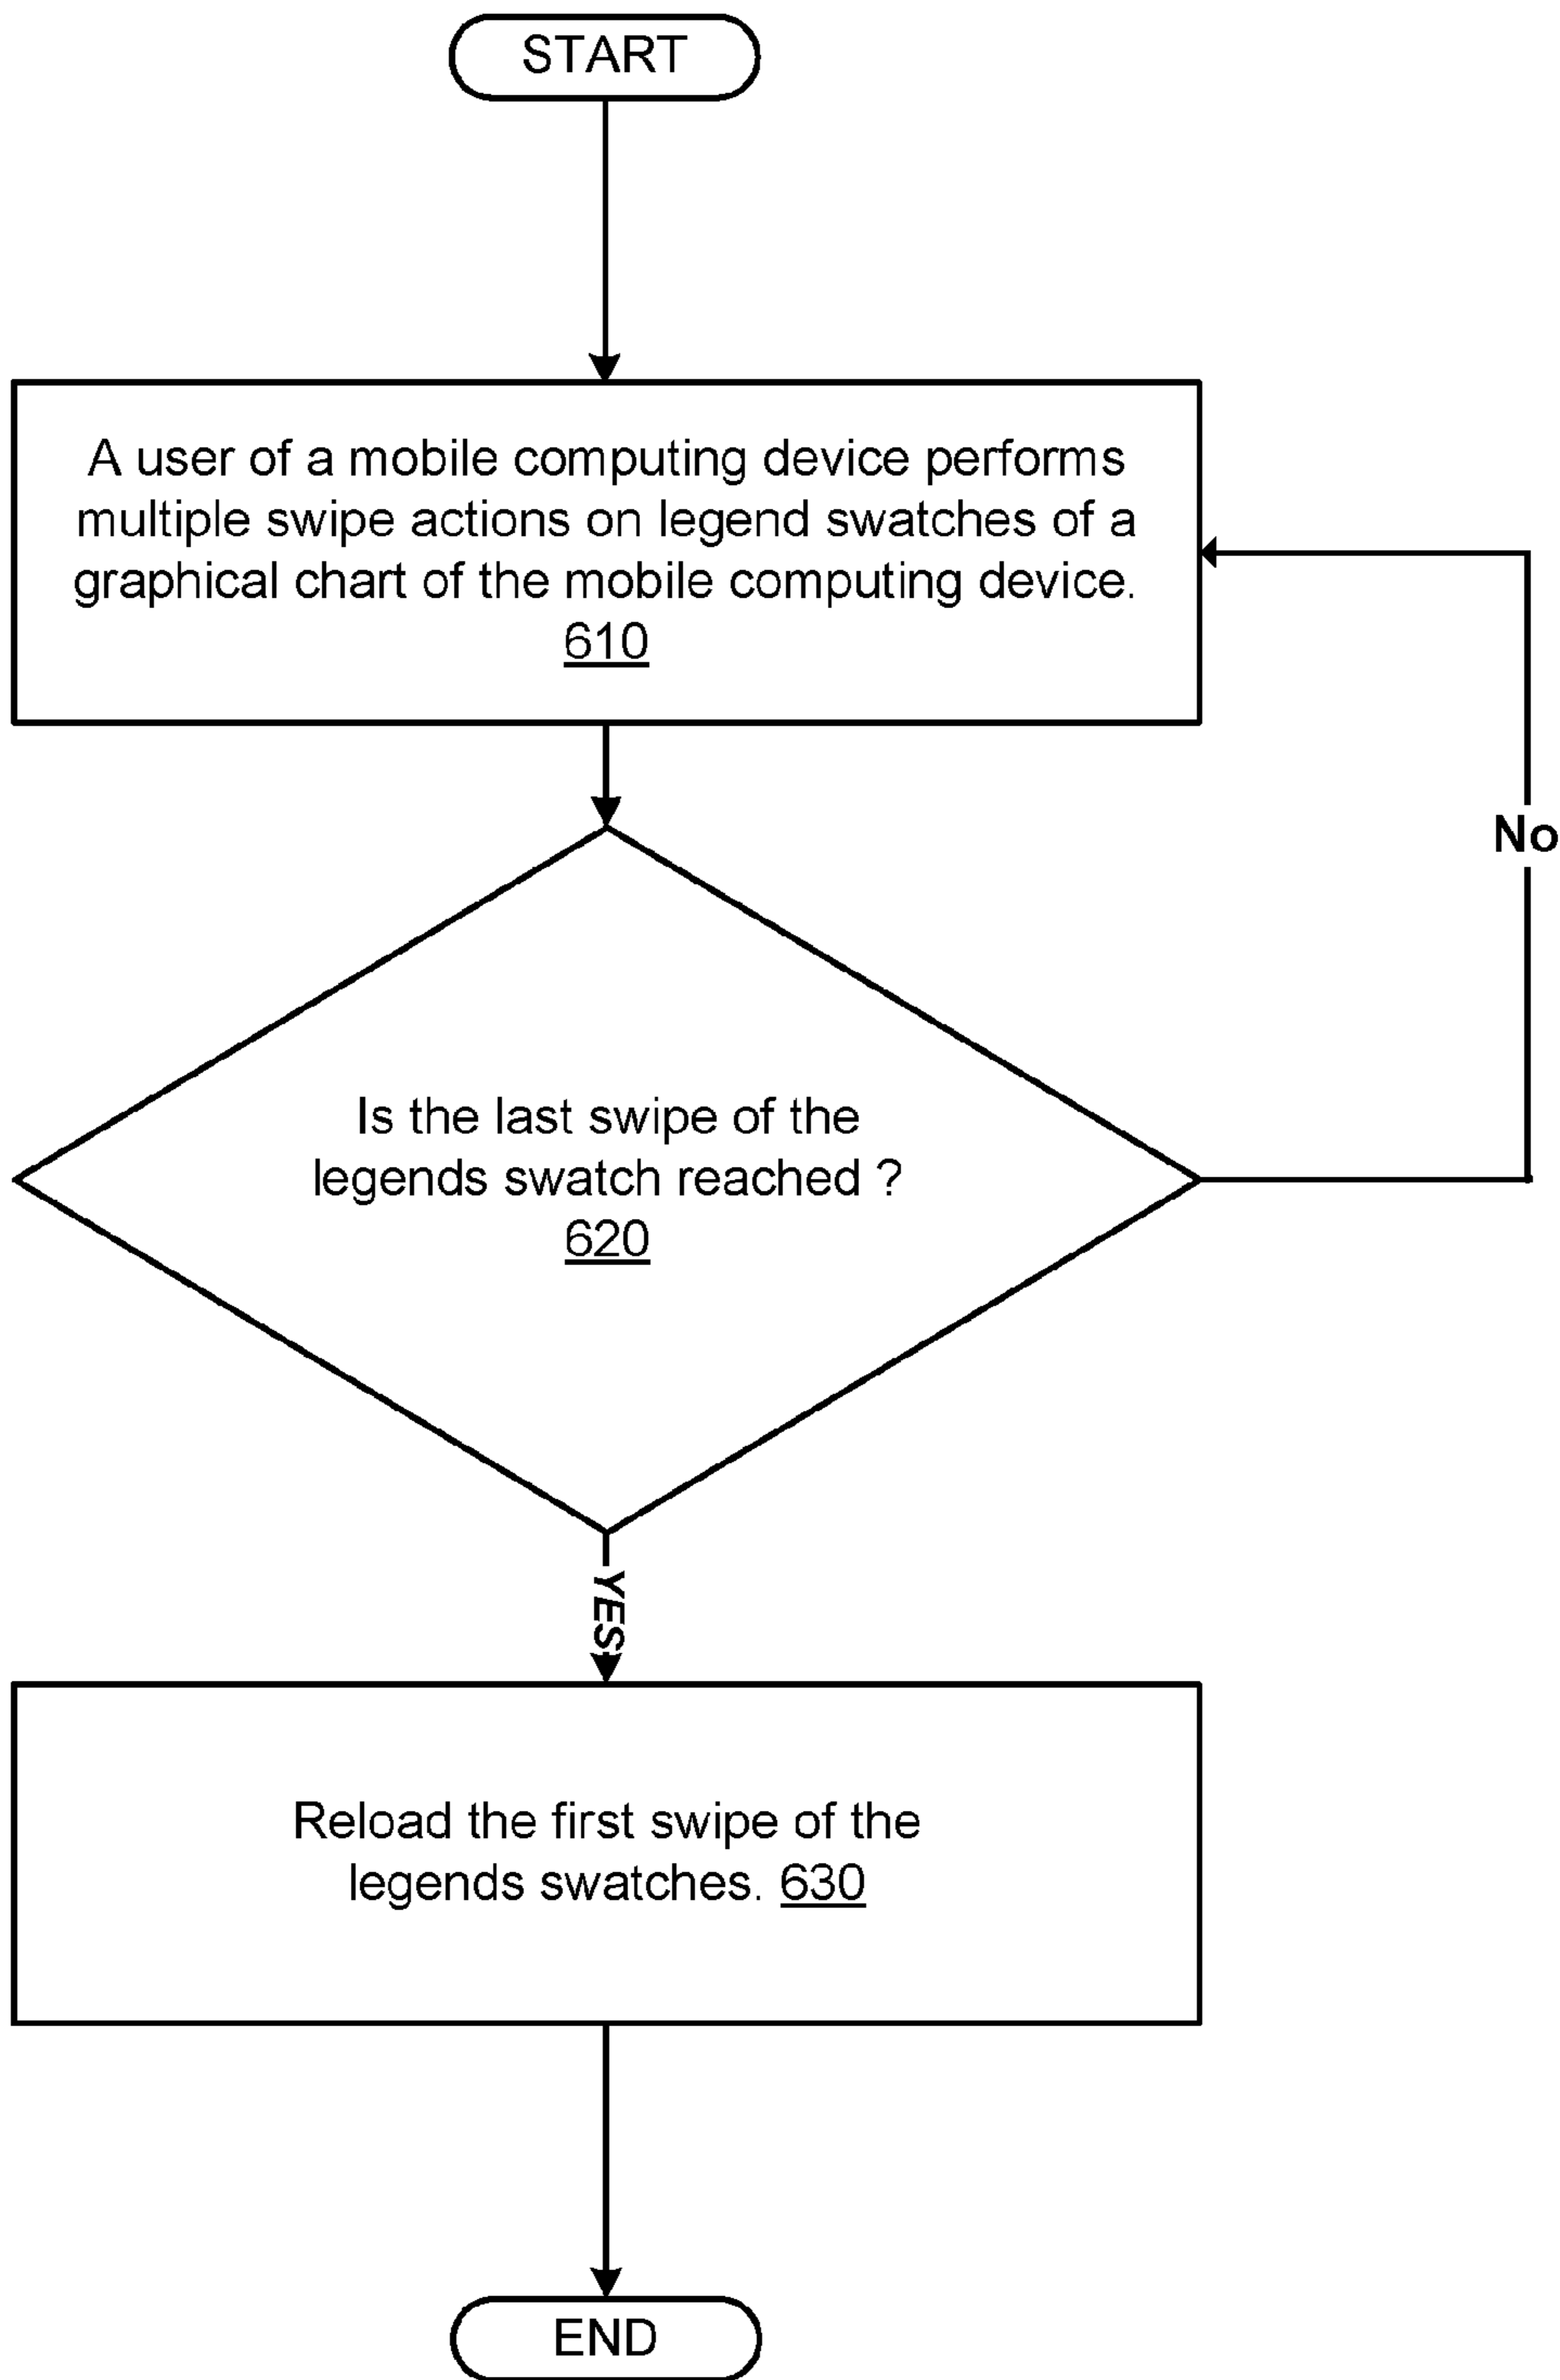 START
A user of a mobile computing device performs
multiple swipe actions on legend swatches of a
graphical chart of the mobile computing device.
610
No
Is the last swipe of the
legends swatch reached ?
620
YES
Reload the first swipe of the
legends swatches. 630
END